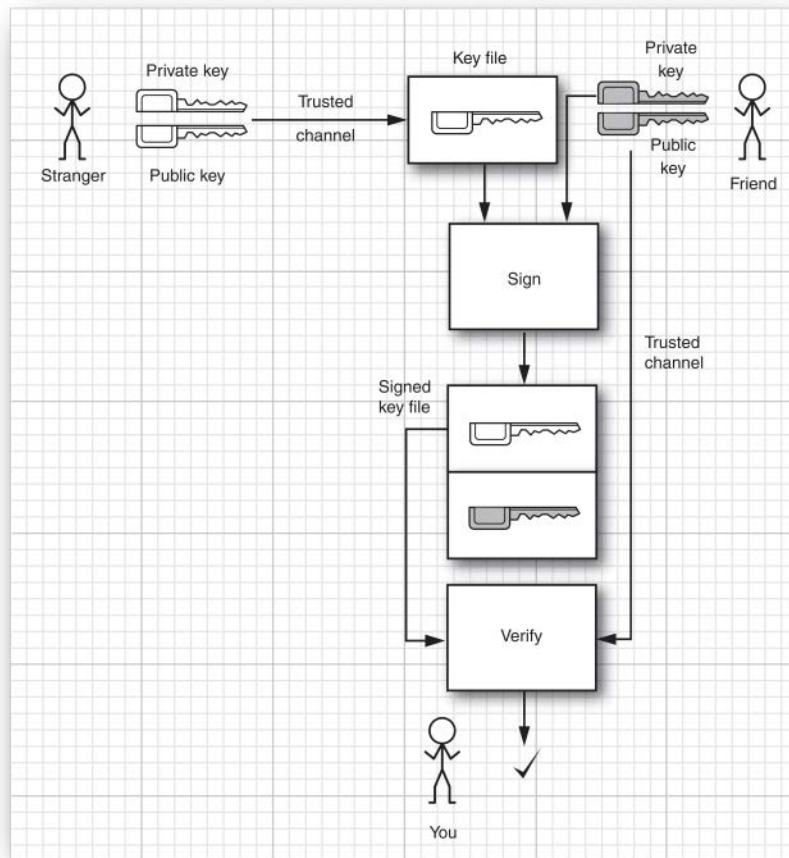 Private key
Key file
Private
key
Trusted
channel
Stranger
Public key
Public
key
Friend
Sign
Trusted
channel
Signed
key file
Verify
You